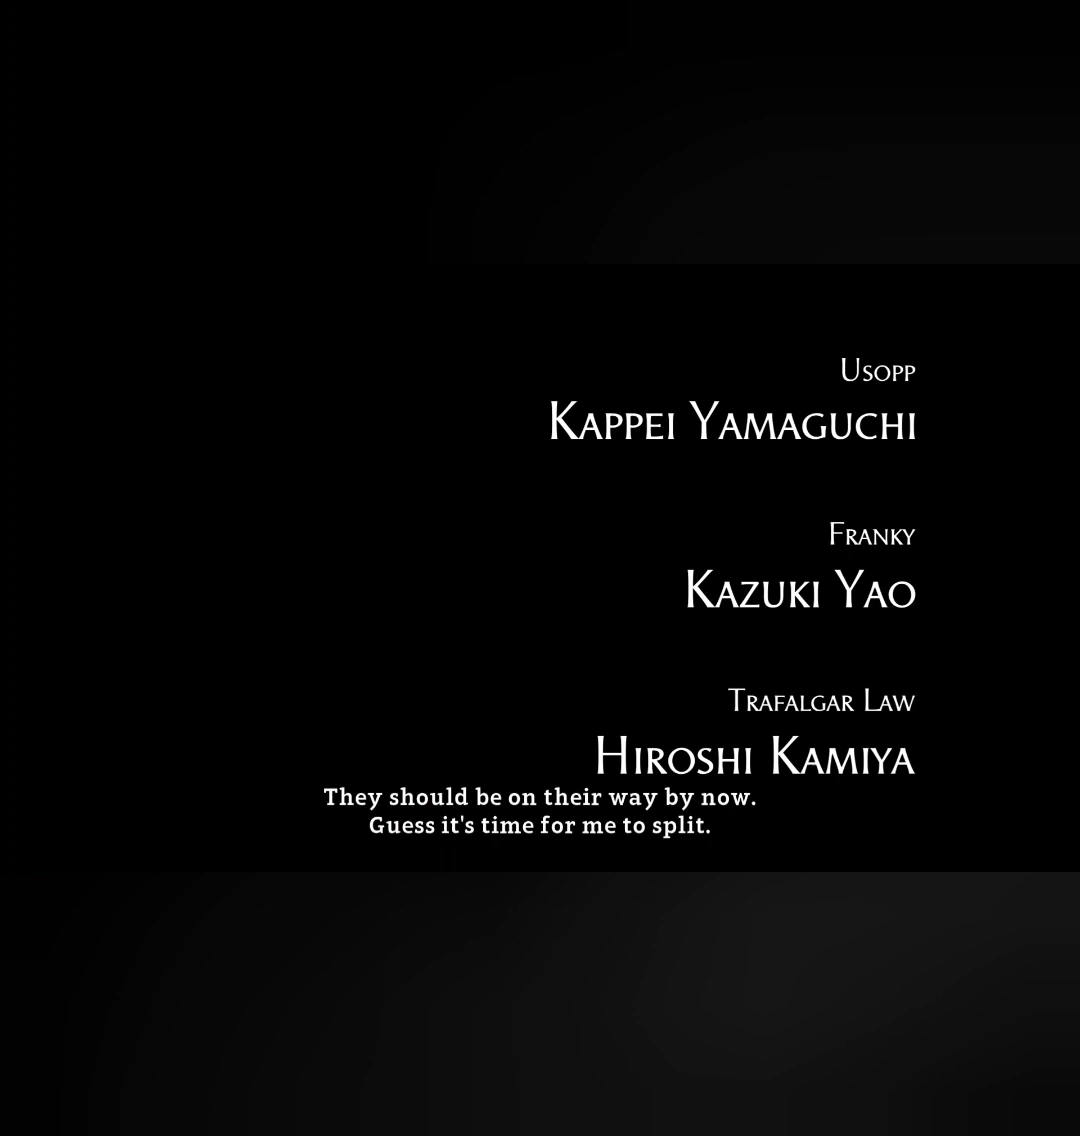 Usopp
Kappei Yamaguchi
Franky
Kazuki Yao
Trafalgar Law
Hiroshi Kamiya
They should be on their way by now.
Guess it's time for me to split.